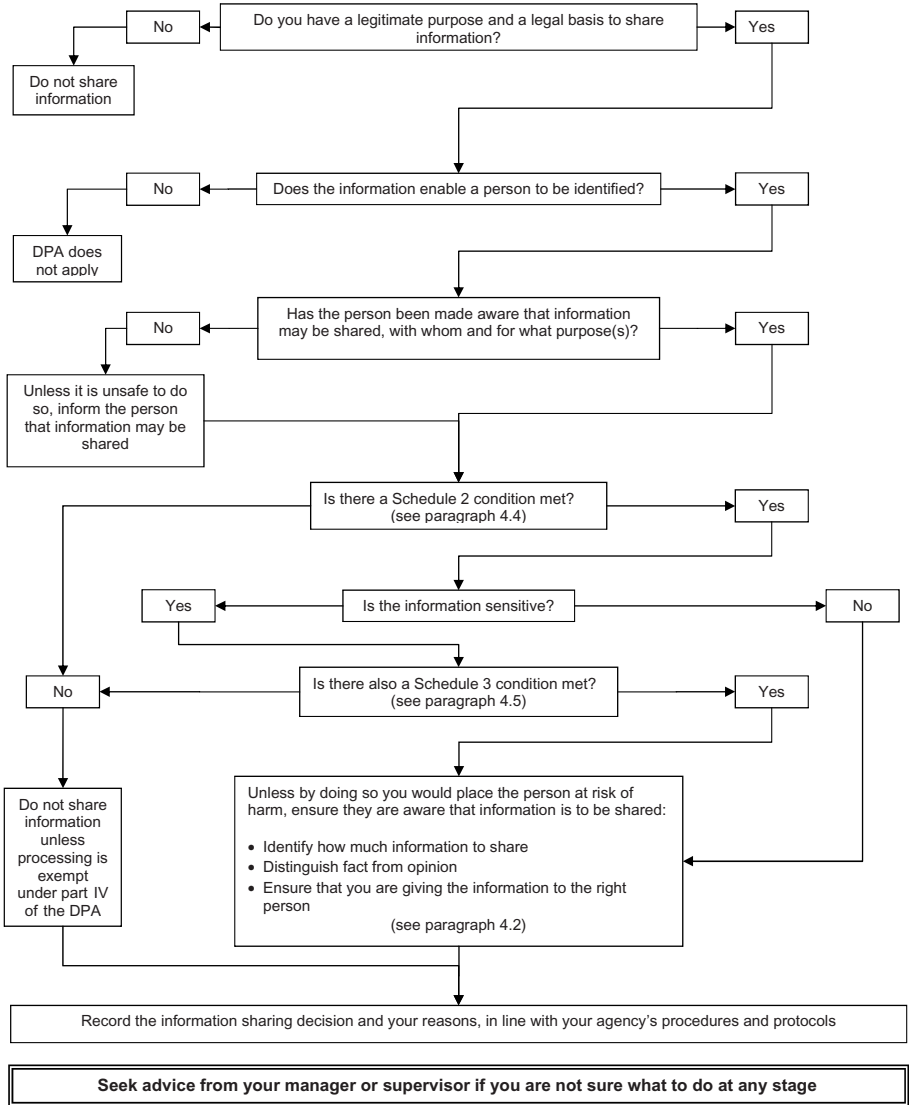 Do you have a legitimate purpose and a legal basis to share
information?
No
Yes
Do not share
information
Does the information enable a person to be identified?
No
Yes
DPA does
not apply
Has the person been made aware that information
may be shared, with whom and for what purpose(s)?
No
Yes
Unless it is unsafe to do
so, inform the person
that information may be
shared
Is there a Schedule 2 condition met?
(see paragraph 4.4)
Yes
Yes
Is the information sensitive?
No
No
Is there also a Schedule 3 condition met?
(see paragraph 4.5)
Yes
Do not share
information
unless
processing is
exempt
under part IV
of the DPA
Unless by doing so you would place the person at risk of
harm, ensure they are aware that information is to be shared:
• Identify how much information to share
• Distinguish fact from opinion
• Ensure that you are giving the information to the right
person
(see paragraph 4.2)
Record the information sharing decision and your reasons, in line with your agency’s procedures and protocols
Seek advice from your manager or supervisor if you are not sure what to do at any stage